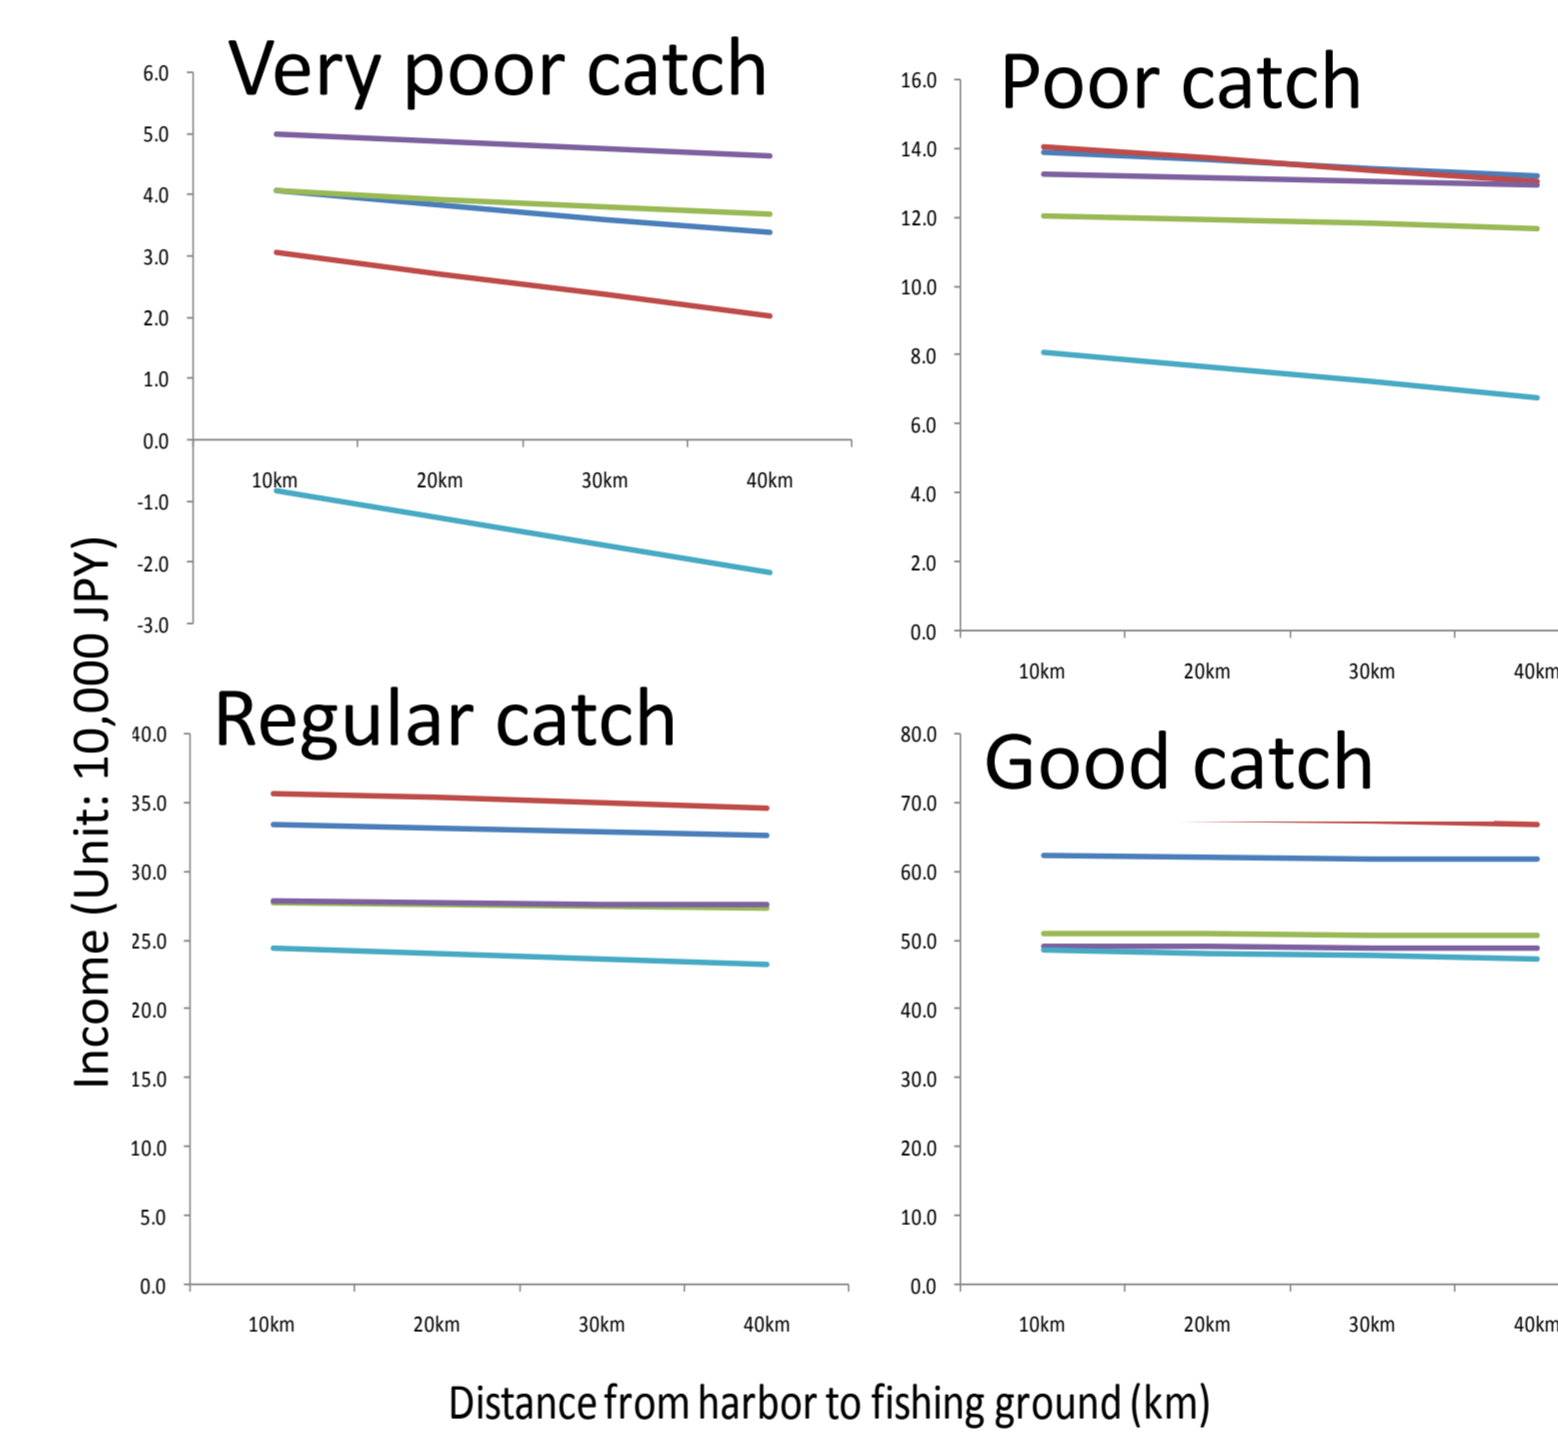 Very poor catch
6.0
5.0
4.0
3.0
2.0
1.0
0.0
-1.0
-2.0
-3.0
10km
20km
30km
40km
Poor catch
16.0
14.0
12.0
10.0
8.0
6.0
4.0
2.0
0.0
10km
20km
30km
40km
Income (Unit: 10,000 JPY)
Regular catch
40.0
35.0
30.0
25.0
20.0
15.0
10.0
5.0
0.0
10km
20km
30km
40km
Good catch
80.0
70.0
60.0
50.0
40.0
30.0
20.0
10.0
0.0
10km
20km
30km
40km
Distance from harbor to fishing ground (km)